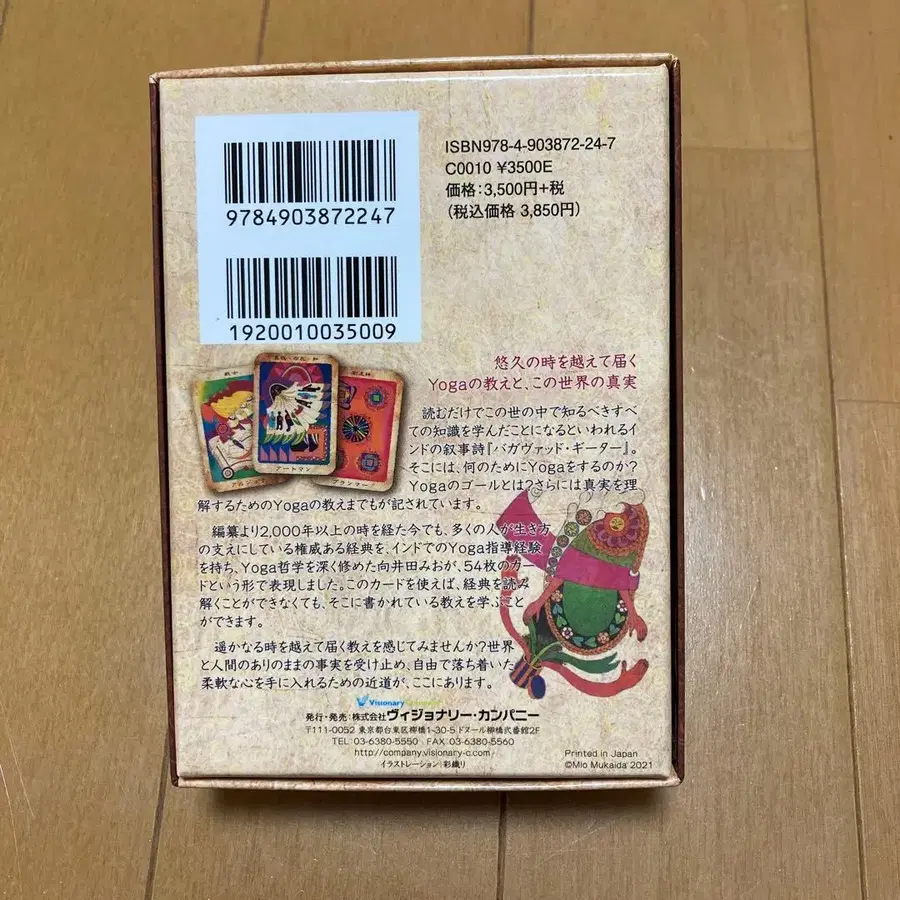 ISBN978-4-903872-24-7
C0010 ¥3500E
価格:3,500円+税
(税込価格 3,850円)
9784903872247
1920010035009
戦士
アルジュナ
アートマン
ブラフマー
悠久の時を越えて届く
Yogaの教えと、この世界の真実
読むだけでこの世の中で知るべきすべ
ての知識を学んだことになるといわれるイ
ンドの叙事詩『バガヴァッド・ギーター』。
そこには、何のためにYogaをするのか?
Yogaのゴールとは?さらには真実を理
解するためのYogaの教えまでもが記されています。
編纂より2,000年以上の時を経た今でも、多くの人が生き方
の支えにしている権威ある経典を、インドでのYoga指導経験
を持ち、Yoga哲学を深く修めた向井田みおが、54枚のカー
ドという形で表現しました。このカードを使えば、経典を読み
解くことができなくても、そこに書かれている教えを学ぶこと
ができます。
遥かなる時を越えて届く教えを感じてみませんか?世界
と人間のありのままの事実を受け止め、自由で落ち着いた
柔軟な心を手に入れるための近道が、ここにあります。
Visionary Company
発行・発売:株式会社ヴィジョナリー・カンパニー
〒111-0052 東京都台東区柳橋1-30-5 ドヌール柳橋弐番館2F
TEL 03-6380-5550 FAX 03-6380-5560
http://company.visionary-c.com
イラストレーション:彩織り
Printed in Japan
©Mio Mukaida 2021